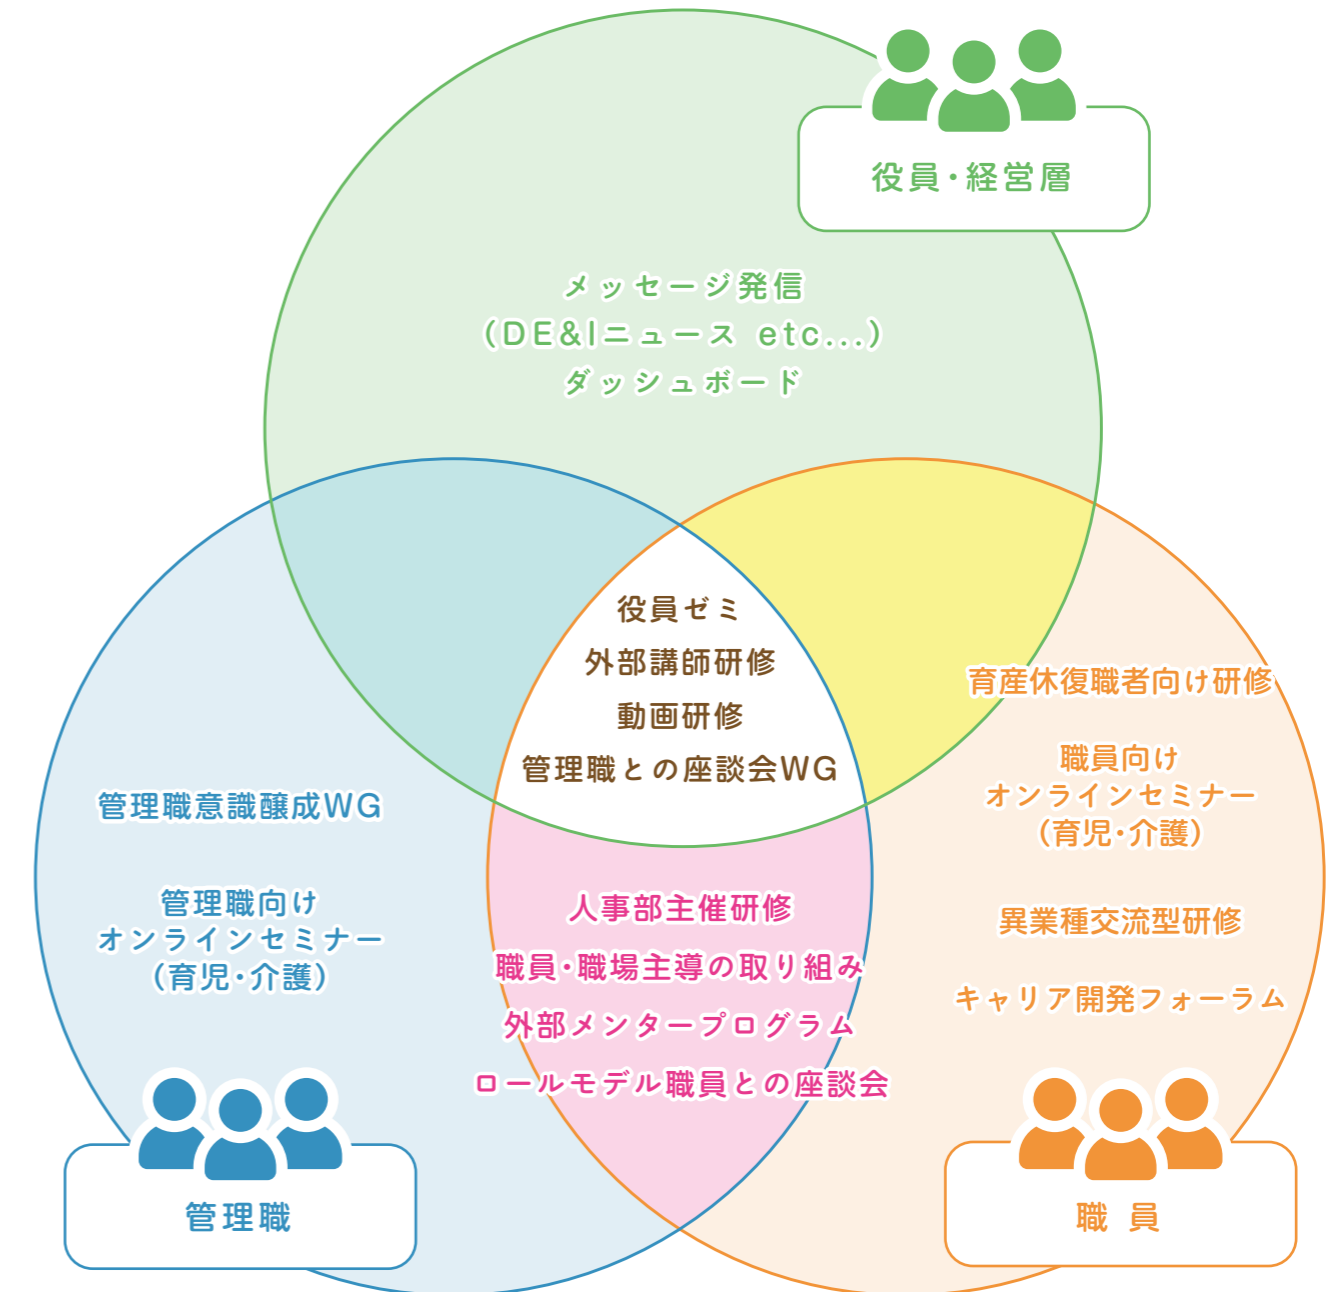 役員・経営層
メッセージ発信
(DE&Iニュース etc...)
ダッシュボード
役員ゼミ
外部講師研修
動画研修
管理職との座談会WG
管理職意識醸成WG
管理職向け
オンラインセミナー
(育児・介護)
人事部主催研修
職員・職場主導の取り組み
外部メンタープログラム
ロールモデル職員との座談会
育産休復職者向け研修
職員向け
オンラインセミナー
(育児・介護)
異業種交流型研修
キャリア開発フォーラム
管理職
職 員